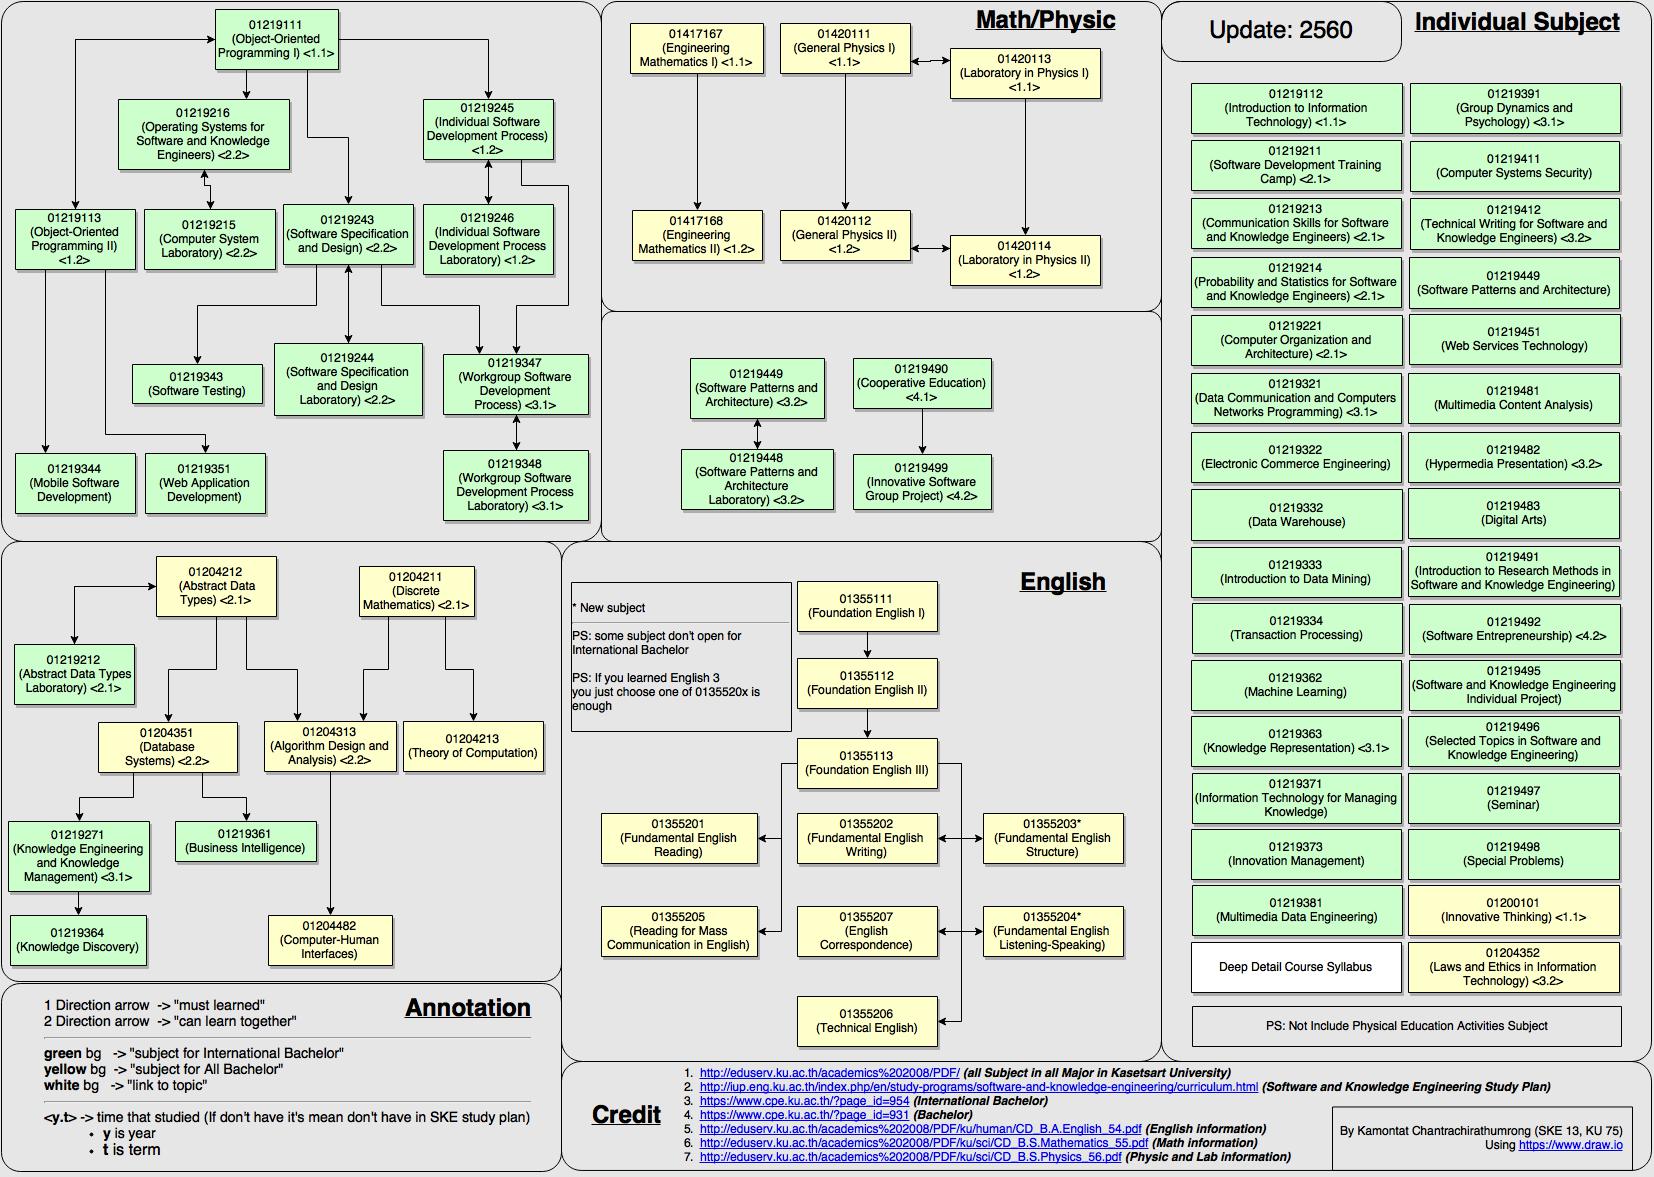 01219111
(Object-Oriented
Programming I) <1.1>
01219216
(Operating Systems for
Software and Knowledge
Engineers) <2.2>
01219245
(Individual Software
Development Process)
<1.2>
01219113
(Object-Oriented
Programming II)
<1.2>
01219215
(Computer System
Laboratory) <2.2>
01219243
(Software Specification
and Design) <2.2>
01219246
(Individual Software
Development Process
Laboratory) <1.2>
01219343
(Software Testing)
01219244
(Software Specification
and Design
Laboratory) <2.2>
01219347
(Workgroup Software
Development
Process) <3.1>
01219344
(Mobile Software
Development)
01219351
(Web Application
Development)
01219348
(Workgroup Software
Development Process
Laboratory) <3.1>
Math/Physic
01417167
(Engineering
Mathematics I) <1.1>
01420111
(General Physics I)
<1.1>
01420113
(Laboratory in Physics I)
<1.1>
01417168
(Engineering
Mathematics II) <1.2>
01420112
(General Physics II)
<1.2>
01420114
(Laboratory in Physics II)
<1.2>
01219449
(Software Patterns and
Architecture) <3.2>
01219490
(Cooperative Education)
<4.1>
01219448
(Software Patterns and
Architecture
Laboratory) <3.2>
01219499
(Innovative Software
Group Project) <4.2>
Update: 2560
Individual Subject
01219112
(Introduction to Information
Technology) <1.1>
01219391
(Group Dynamics and
Psychology) <3.1>
01219211
(Software Development Training
Camp) <2.1>
01219411
(Computer Systems Security)
01219213
(Communication Skills for Software
and Knowledge Engineers) <2.1>
01219412
(Technical Writing for Software and
Knowledge Engineers) <3.2>
01219214
(Probability and Statistics for Software
and Knowledge Engineers) <2.1>
01219449
(Software Patterns and Architecture)
01219221
(Computer Organization and
Architecture) <2.1>
01219451
(Web Services Technology)
01219321
(Data Communication and Computers
Networks Programming) <3.1>
01219481
(Multimedia Content Analysis)
01219322
(Electronic Commerce Engineering)
01219482
(Hypermedia Presentation) <3.2>
01219332
(Data Warehouse)
01219483
(Digital Arts)
01219333
(Introduction to Data Mining)
01219491
(Introduction to Research Methods in
Software and Knowledge Engineering)
01219334
(Transaction Processing)
01219492
(Software Entrepreneurship) <4.2>
01219362
(Machine Learning)
01219495
(Software and Knowledge Engineering
Individual Project)
01219363
(Knowledge Representation) <3.1>
01219496
(Selected Topics in Software and
Knowledge Engineering)
01219371
(Information Technology for Managing
Knowledge)
01219497
(Seminar)
01219373
(Innovation Management)
01219498
(Special Problems)
01219381
(Multimedia Data Engineering)
01200101
(Innovative Thinking) <1.1>
Deep Detail Course Syllabus
01204352
(Laws and Ethics in Information
Technology) <3.2>
PS: Not Include Physical Education Activities Subject
01204212
(Abstract Data
Types) <2.1>
01204211
(Discrete
Mathematics) <2.1>
01219212
(Abstract Data Types
Laboratory) <2.1>
01204351
(Database
Systems) <2.2>
01204313
(Algorithm Design and
Analysis) <2.2>
01204213
(Theory of Computation)
01219271
(Knowledge Engineering
and Knowledge
Management) <3.1>
01219361
(Business Intelligence)
01219364
(Knowledge Discovery)
01204482
(Computer-Human
Interfaces)
English
* New subject
PS: some subject don't open for
International Bachelor
PS: If you learned English 3
you just choose one of 0135520x is
enough
01355111
(Foundation English I)
01355112
(Foundation English II)
01355113
(Foundation English III)
01355201
(Fundamental English
Reading)
01355202
(Fundamental English
Writing)
01355203*
(Fundamental English
Structure)
01355205
(Reading for Mass
Communication in English)
01355207
(English
Correspondence)
01355204*
(Fundamental English
Listening-Speaking)
01355206
(Technical English)
Annotation
1 Direction arrow -> "must learned"
2 Direction arrow -> "can learn together"
green bg -> "subject for International Bachelor"
yellow bg -> "subject for All Bachelor"
white bg -> "link to topic"
<y.t> -> time that studied (If don't have it's mean don't have in SKE study plan)
• y is year
• t is term
Credit
1. http://eduserv.ku.ac.th/academics%202008/PDF/ (all Subject in all Major in Kasetsart University)
2. http://iup.eng.ku.ac.th/index.php/en/study-programs/software-and-knowledge-engineering/curriculum.html (Software and Knowledge Engineering Study Plan)
3. https://www.cpe.ku.ac.th/?page_id=954 (International Bachelor)
4. https://www.cpe.ku.ac.th/?page_id=931 (Bachelor)
5. http://eduserv.ku.ac.th/academics%202008/PDF/ku/human/CD_B.A.English_54.pdf (English information)
6. http://eduserv.ku.ac.th/academics%202008/PDF/ku/sci/CD_B.S.Mathematics_55.pdf (Math information)
7. http://eduserv.ku.ac.th/academics%202008/PDF/ku/sci/CD_B.S.Physics_56.pdf (Physic and Lab information)
By Kamontat Chantrachirathumrong (SKE 13, KU 75)
Using https://www.draw.io